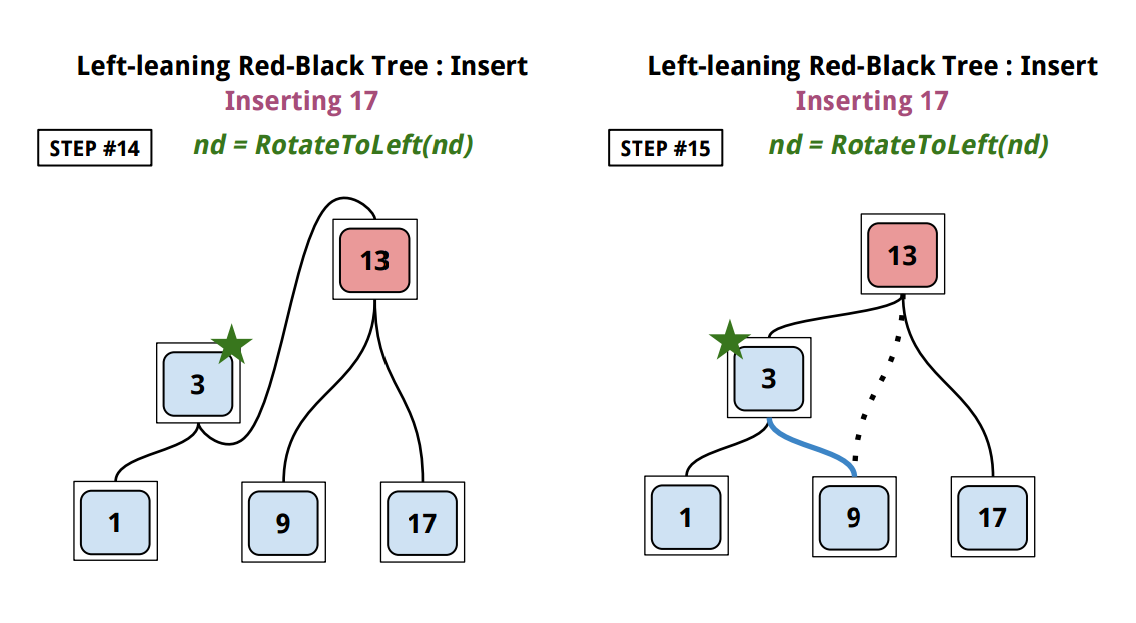 Left-leaning Red-Black Tree : Insert
Inserting 17
STEP #14
nd = RotateToLeft(nd)
13
3
1
9
17
Left-leaning Red-Black Tree : Insert
Inserting 17
STEP #15
nd = RotateToLeft(nd)
13
3
1
9
17